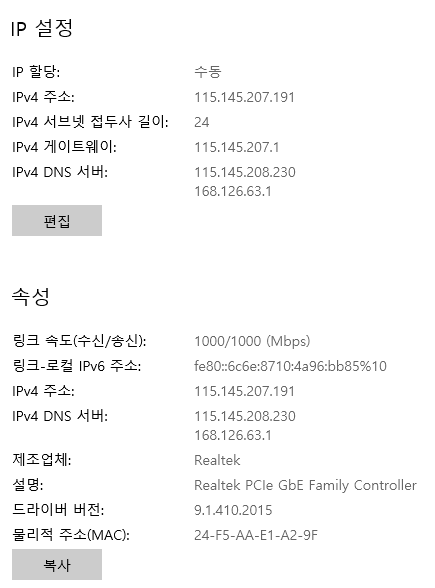 IP 설정
IP 할당: 수동
IPv4 주소: 115.145.207.191
IPv4 서브넷 접두사 길이: 24
IPv4 게이트웨이: 115.145.207.1
IPv4 DNS 서버: 115.145.208.230
168.126.63.1
편집
속성
링크 속도(수신/송신): 1000/1000 (Mbps)
링크-로컬 IPv6 주소: fe80::6c6e:8710:4a96:bb85%10
IPv4 주소: 115.145.207.191
IPv4 DNS 서버: 115.145.208.230
168.126.63.1
제조업체: Realtek
설명: Realtek PCIe GbE Family Controller
드라이버 버전: 9.1.410.2015
물리적 주소(MAC): 24-F5-AA-E1-A2-9F
복사